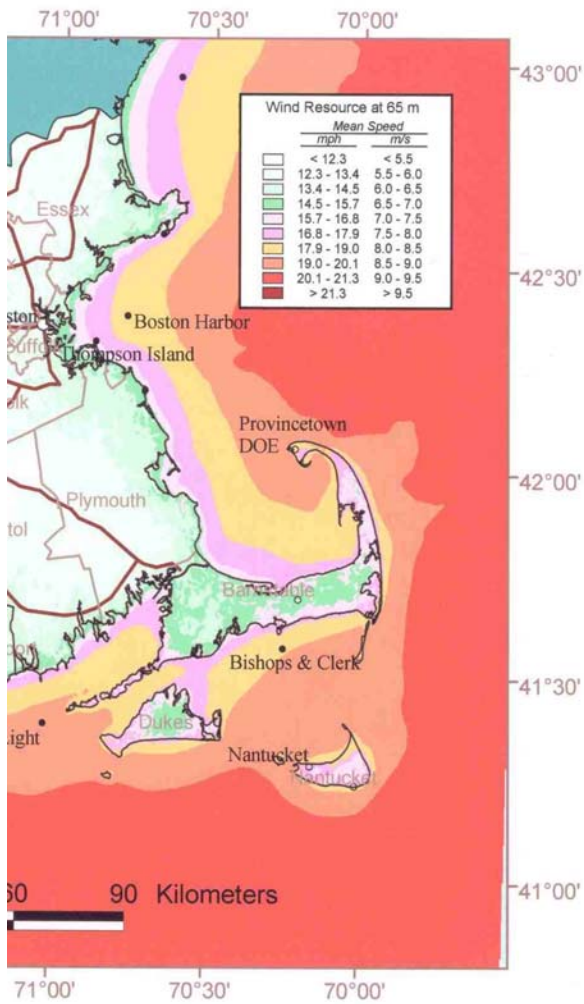 71°00'
70°30'
70°00'
43°00'
Wind Resource at 65 m
Mean Speed
mph m/s
< 12.3 < 5.5
12.3 - 13.4 5.5 - 6.0
13.4 - 14.5 6.0 - 6.5
14.5 - 15.7 6.5 - 7.0
15.7 - 16.8 7.0 - 7.5
16.8 - 17.9 7.5 - 8.0
17.9 - 19.0 8.0 - 8.5
19.0 - 20.1 8.5 - 9.0
20.1 - 21.3 9.0 - 9.5
> 21.3 > 9.5
Essex
42°30'
ston
Boston Harbor
Suffolk
Thompson Island
olk
Provincetown
DOE
42°00'
Plymouth
tol
Barnstable
Bishops & Clerk
41°30'
Dukes
Light
Nantucket
Nantucket
41°00'
60 90 Kilometers
71°00'
70°30'
70°00'